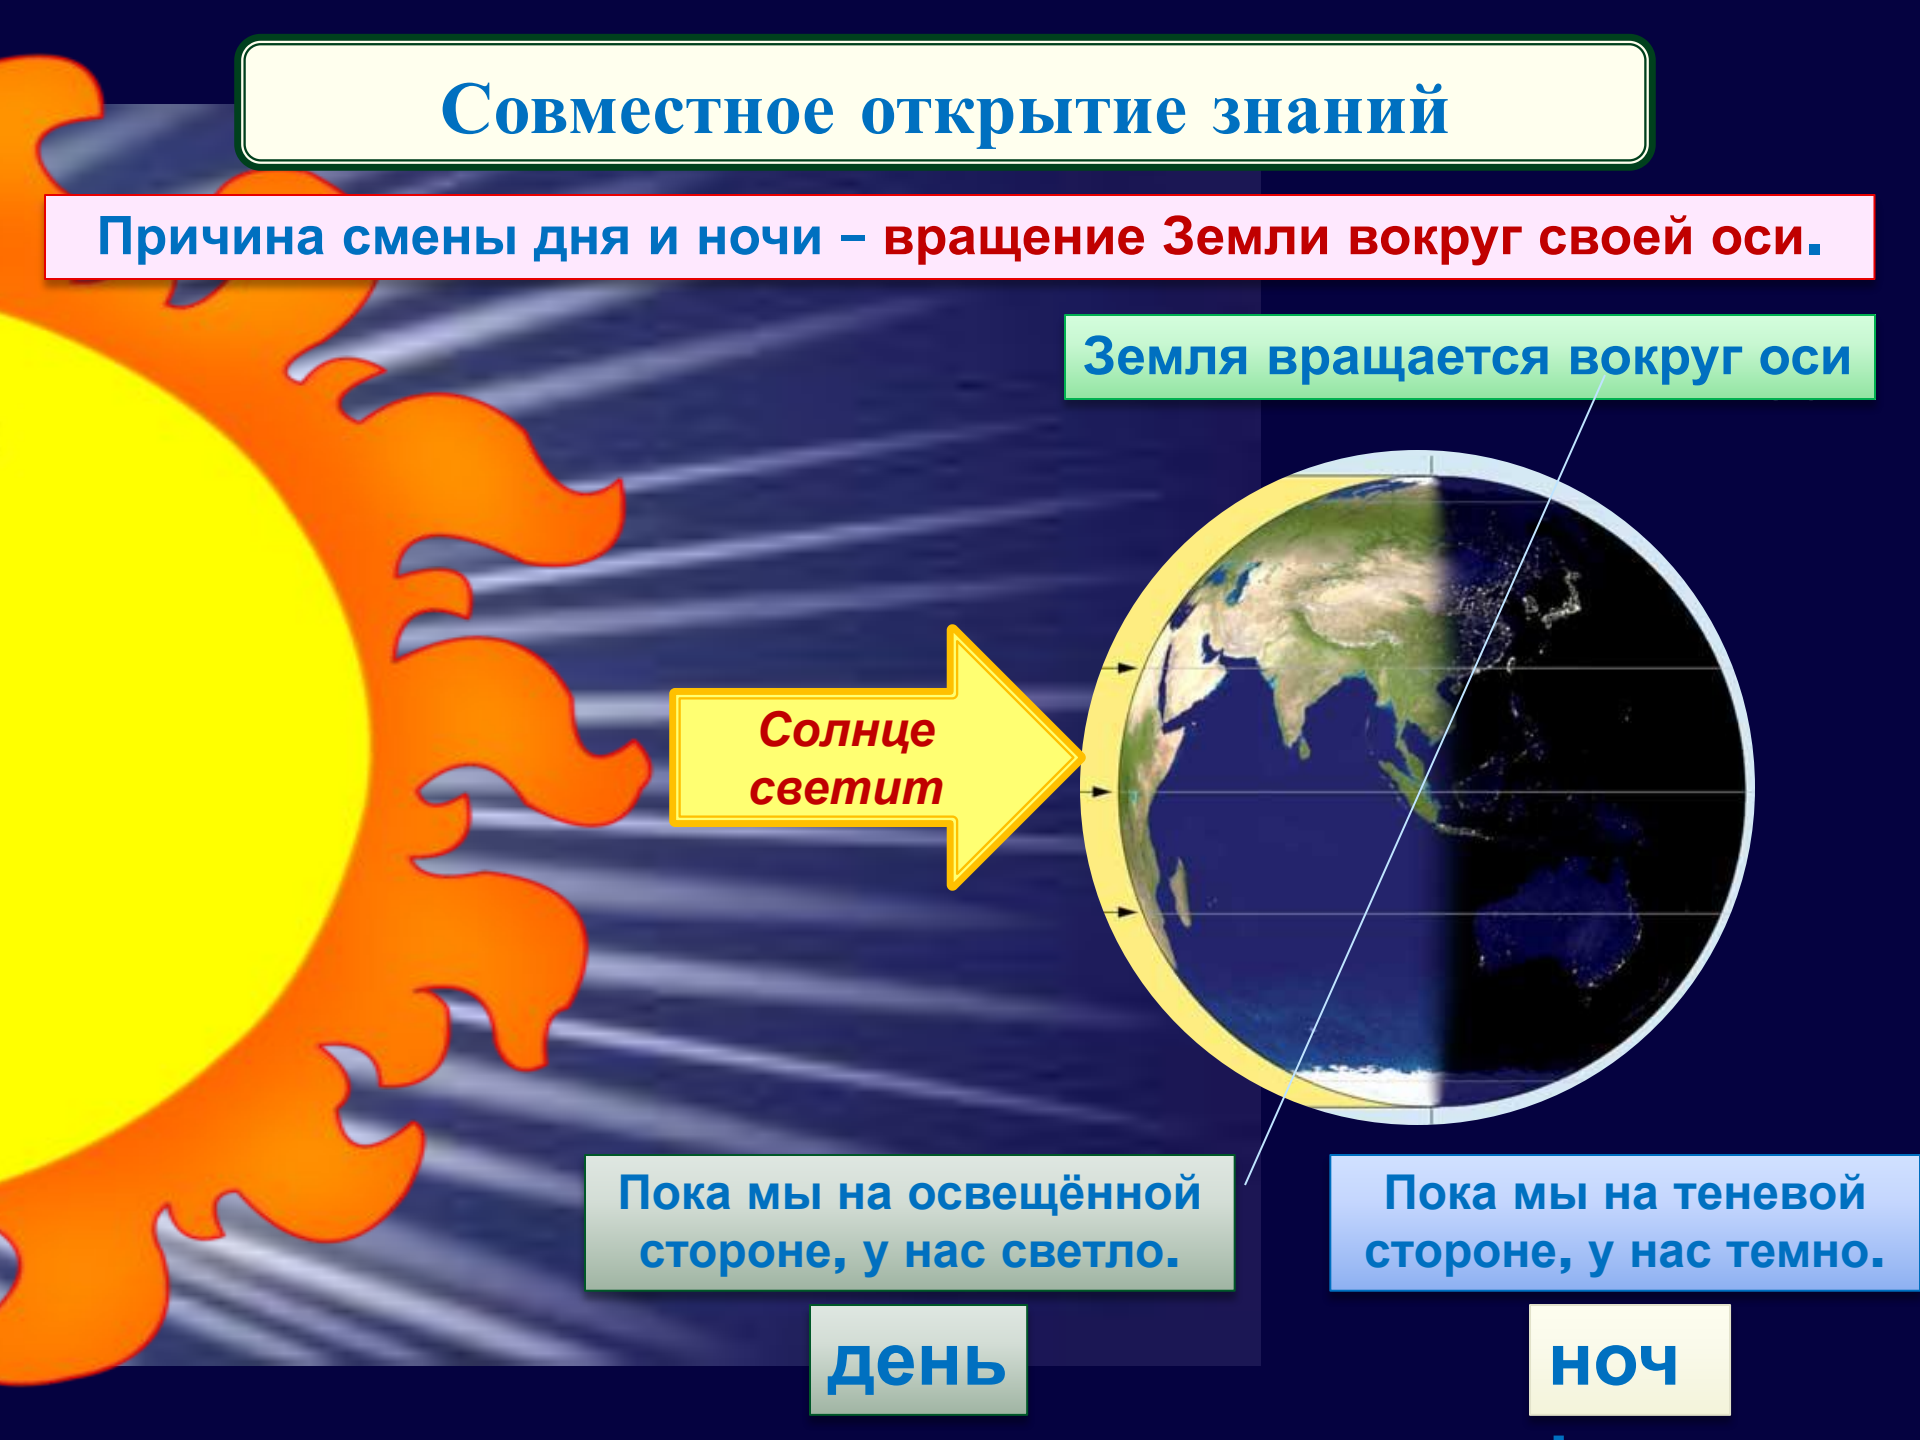 Совместное открытие знаний
Причина смены дня и ночи – вращение Земли вокруг своей оси.
Земля вращается вокруг оси
Солнце
светит
Пока мы на освещённой
стороне, у нас светло.
Пока мы на теневой
стороне, у нас темно.
день
ноч